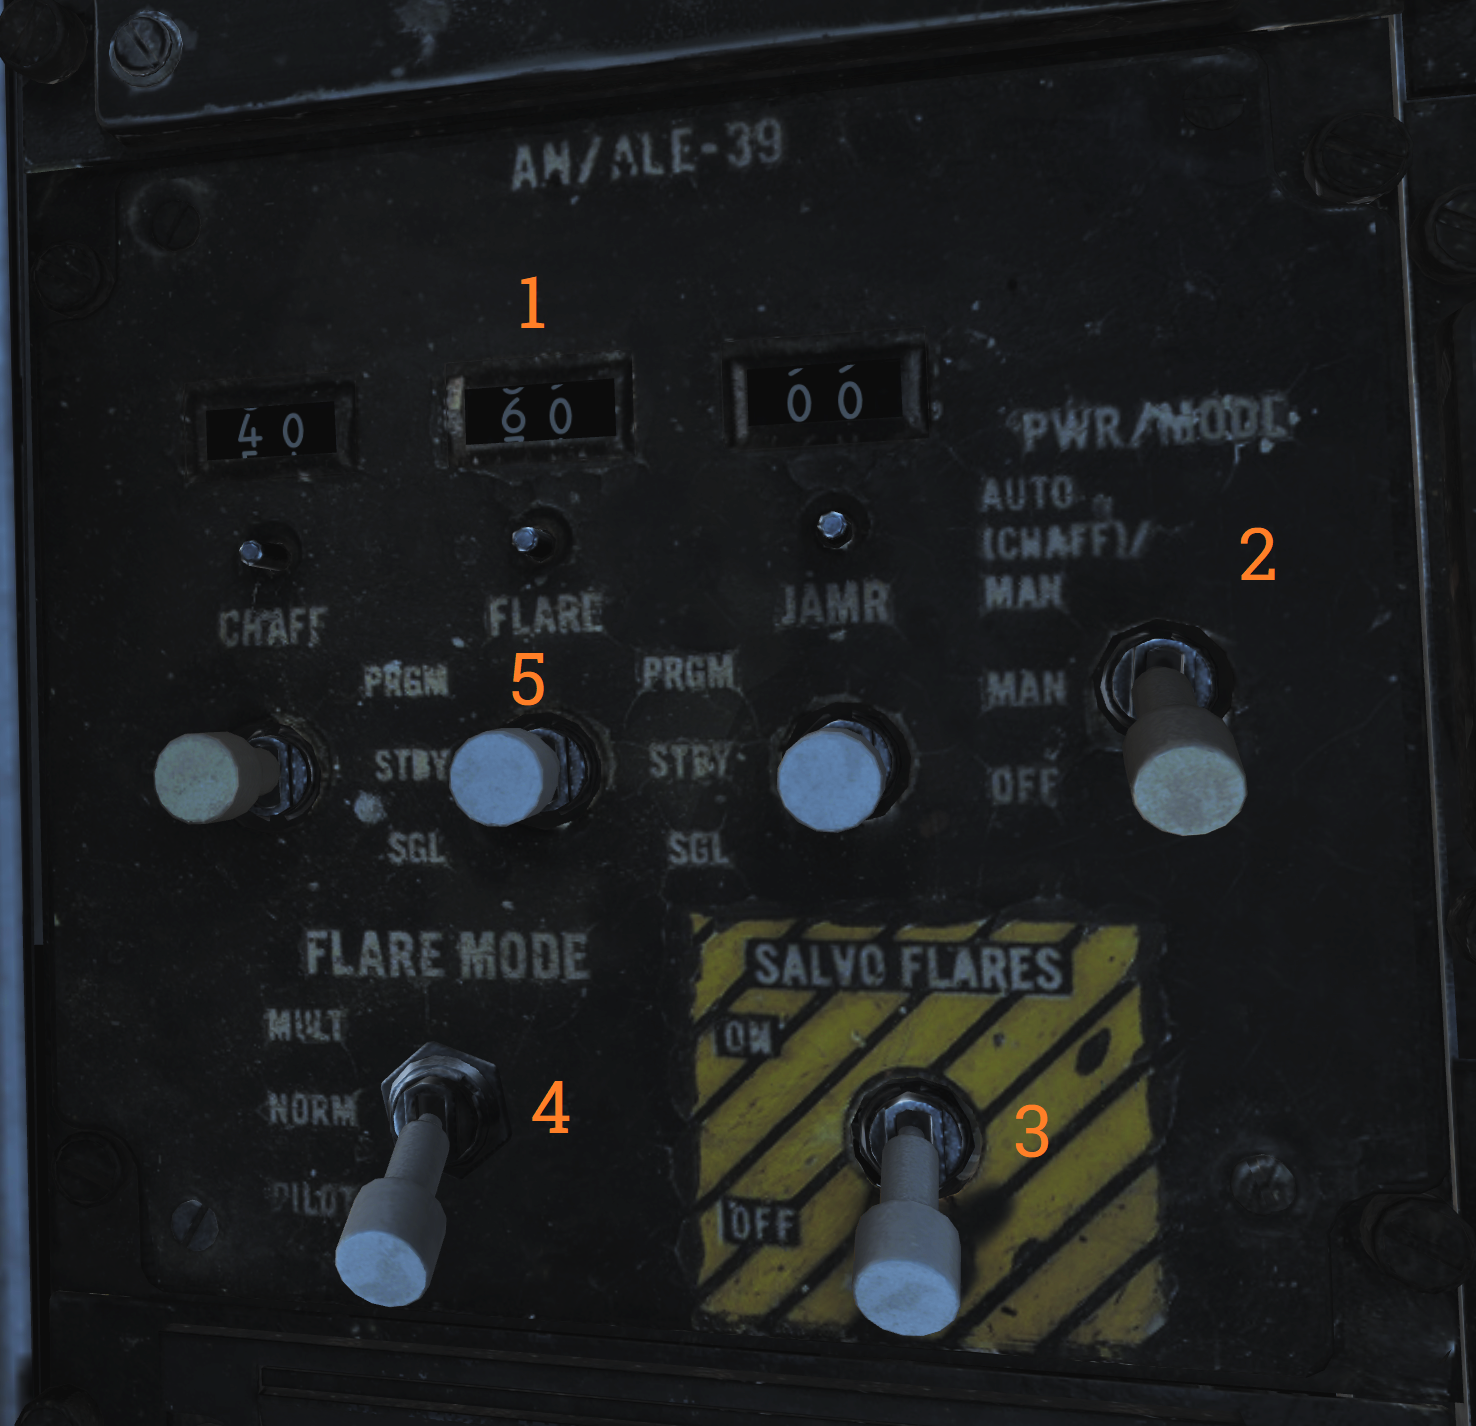 AN/ALE-39
1
40 60 00
PWR/MODE
AUTO
(CHAFF)/
MAN
2
CHAFF FLARE JAMR
PRGM 5 PRGM
MAN
STBY STBY
OFF
SGL SGL
FLARE MODE
SALVO FLARES
MULT
ON
NORM 4
3
PILOT
OFF